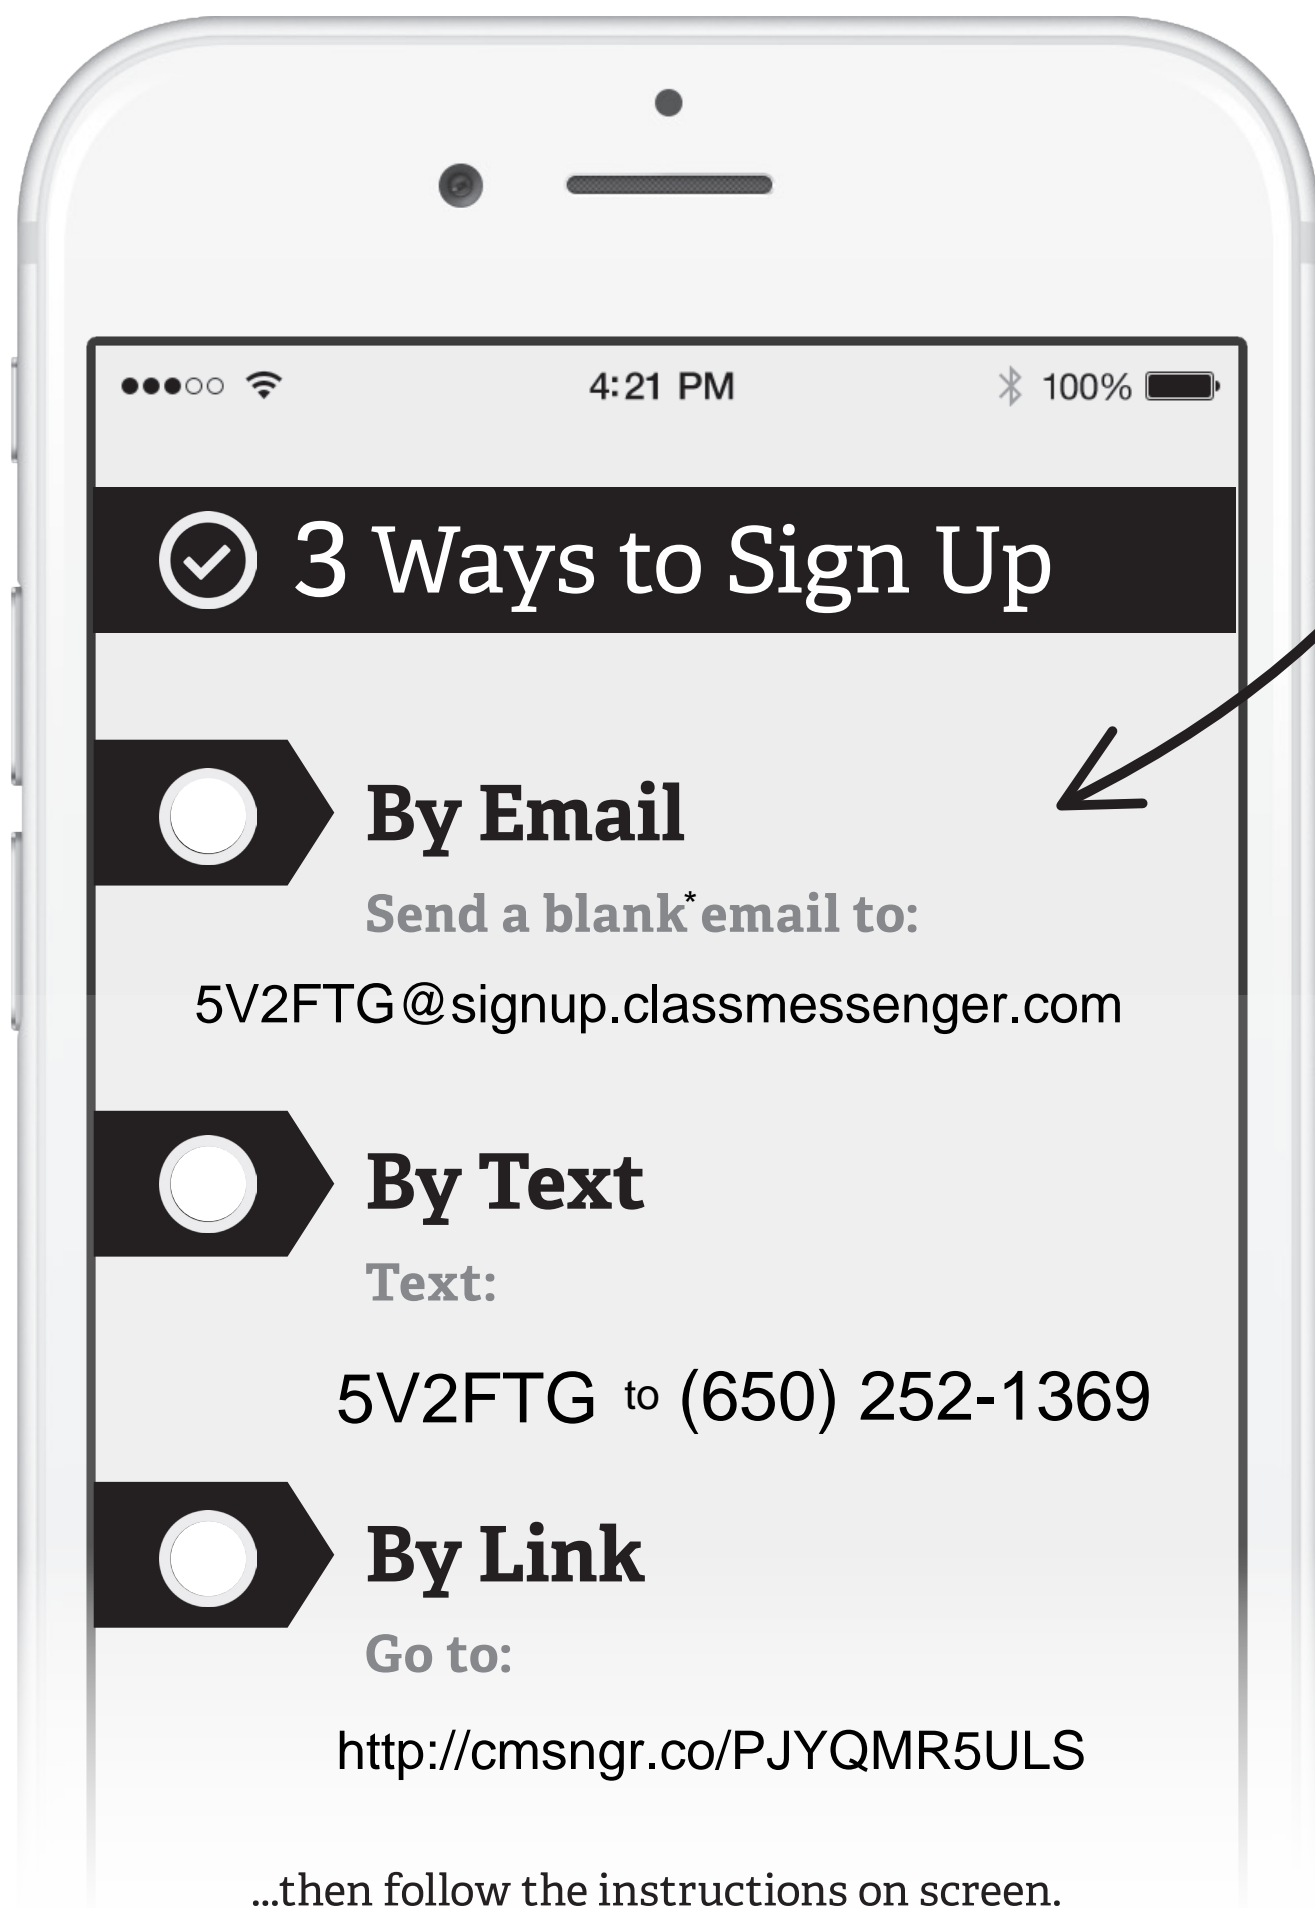 4:21 PM 100%
3 Ways to Sign Up
By Email
Send a blank* email to:
5V2FTG@signup.classmessenger.com
By Text
Text:
5V2FTG to (650) 252-1369
By Link
Go to:
http://cmsngr.co/PJYQMR5ULS
...then follow the instructions on screen.